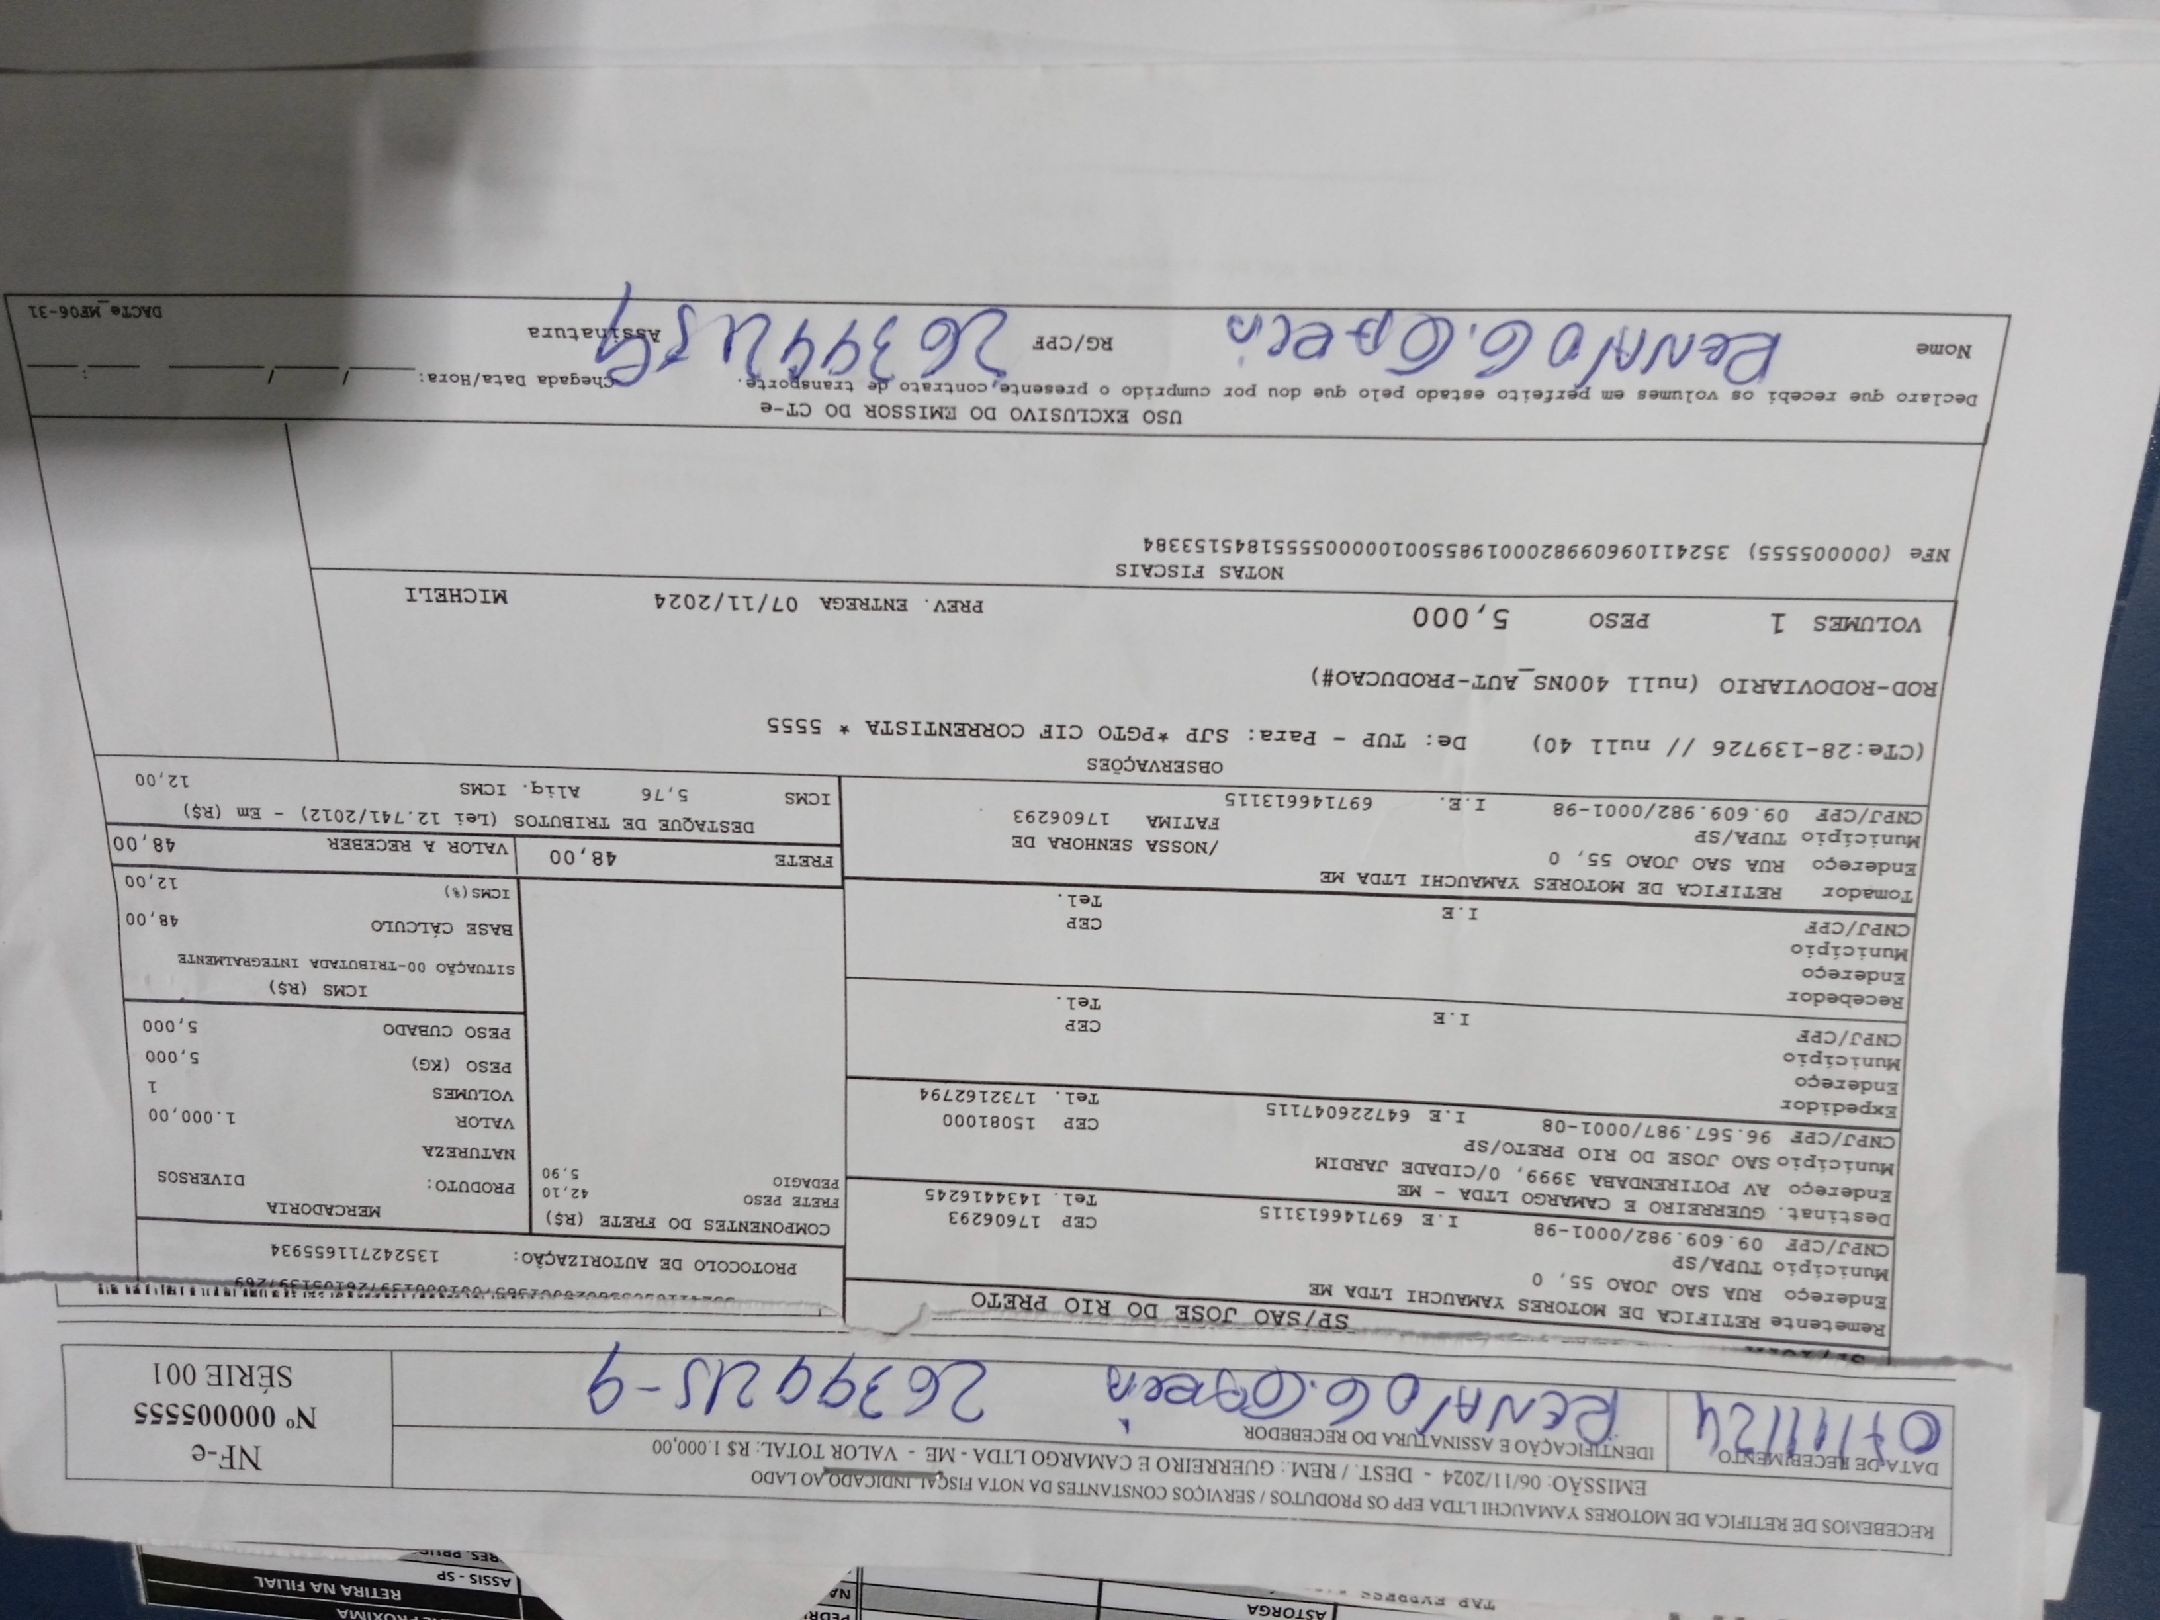 RECEBEMOS DE RETIFICA DE MOTORES YAMAUCHI LTDA EPP OS PRODUTOS / SERVIÇOS CONSTANTES DA NOTA FISCAL INDICADO AO LADO
EMISSÃO: 06/11/2024 - DEST. / REM.: GUERREIRO E CAMARGO LTDA - ME - VALOR TOTAL: R$ 1.000,00
NF-e
Nº 000005555
SÉRIE 001
DATA DE RECEBIMENTO
07/11/24
IDENTIFICAÇÃO E ASSINATURA DO RECEBEDOR
RENATO G.
SP/SAO JOSE DO RIO PRETO
Remetente RETIFICA DE MOTORES YAMAUCHI LTDA ME
Endereço RUA SAO JOAO 55, 0
Município TUPA/SP CEP 17606293
CNPJ/CPF 09.609.982/0001-98 I.E 697146613115 Tel. 1434416245
Destinat. GUERREIRO E CAMARGO LTDA - ME
Endereço AV POTIRENDABA 3999, 0/CIDADE JARDIM
Município SAO JOSE DO RIO PRETO/SP CEP 15081000
CNPJ/CPF 96.567.987/0001-08 I.E 647226047115 Tel. 1732162794
Expedidor
Endereço
Município CEP
CNPJ/CPF I.E Tel.
Recebedor
Endereço
Município CEP
CNPJ/CPF I.E Tel.
Tomador RETIFICA DE MOTORES YAMAUCHI LTDA ME
Endereço RUA SAO JOAO 55, 0 /NOSSA SENHORA DE
Município TUPA/SP FATIMA 17606293
CNPJ/CPF 09.609.982/0001-98 I.E. 697146613115
PROTOCOLO DE AUTORIZAÇÃO: 135242711655934
COMPONENTES DO FRETE (R$)
FRETE PESO 42,10
PEDAGIO 5,90
MERCADORIA
PRODUTO: DIVERSOS
NATUREZA
VALOR 1.000,00
VOLUMES 1
PESO (KG) 5,000
PESO CUBADO 5,000
ICMS (R$)
SITUAÇÃO 00-TRIBUTADA INTEGRALMENTE
BASE CÁLCULO 48,00
ICMS(%) 12,00
FRETE 48,00 VALOR A RECEBER 48,00
DESTAQUE DE TRIBUTOS (Lei 12.741/2012) - Em (R$)
ICMS 5,76 Aliq. ICMS 12,00
OBSERVAÇÕES
(CTe:28-139726 // null 40) De: TUP - Para: SJP *PGTO CIF CORRENTISTA * 5555
ROD-RODOVIARIO (null 400NS_AUT-PRODUCAO#)
VOLUMES 1 PESO 5,000 PREV. ENTREGA 07/11/2024 MICHELI
NOTAS FISCAIS
NFe (000005555) 35241109609982000198550010000055551845153384
USO EXCLUSIVO DO EMISSOR DO CT-e
Declaro que recebi os volumes em perfeito estado pelo que dou por cumprido o presente contrato de transporte. Chegada Data/Hora: ___/___/___ __:__
Nome RENATO G. RG/CPF Assinatura
DACTe_MF06-31
ASTORGA
RETIRA NA FILIAL
ASSIS - SP